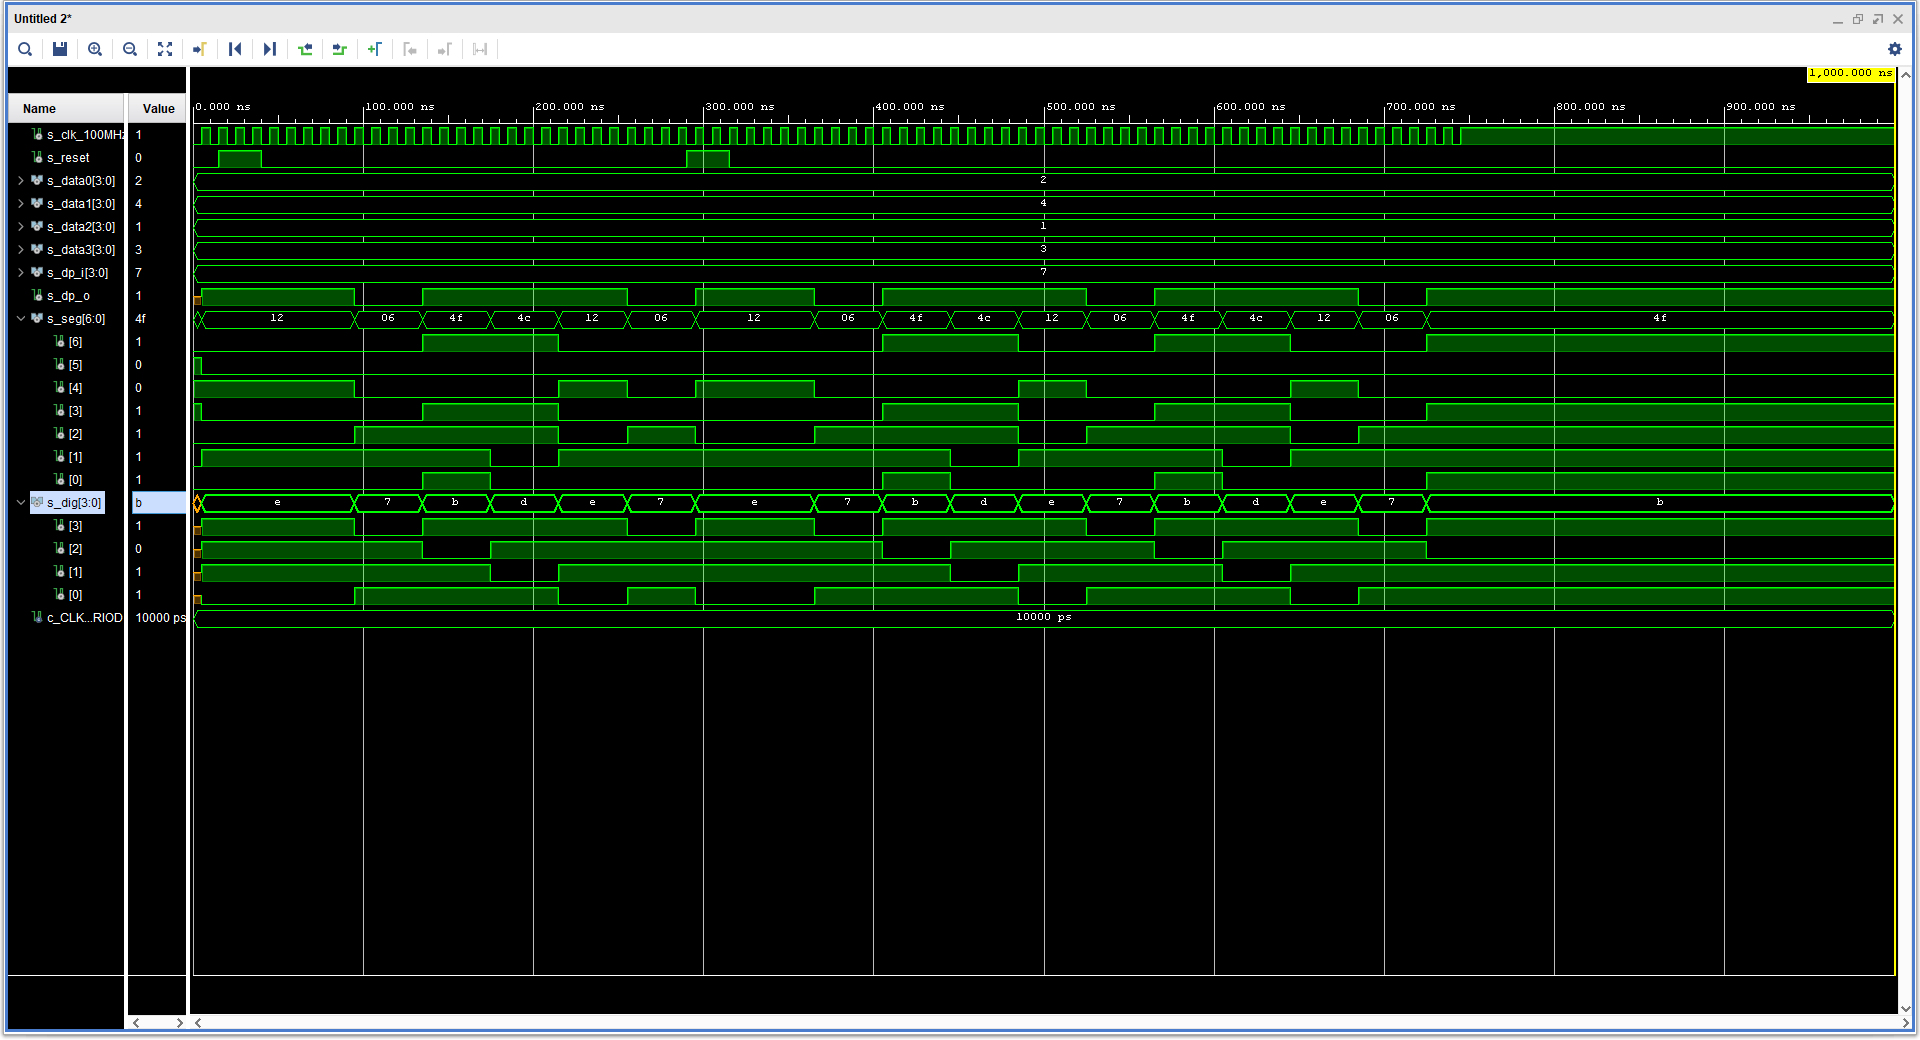 Untitled 2*
1,000.000 ns
Name Value
0.000 ns 100.000 ns 200.000 ns 300.000 ns 400.000 ns 500.000 ns 600.000 ns 700.000 ns 800.000 ns 900.000 ns
s_clk_100MHz 1
s_reset 0
s_data0[3:0] 2 2
s_data1[3:0] 4 4
s_data2[3:0] 1 1
s_data3[3:0] 3 3
s_dp_i[3:0] 7 7
s_dp_o 1
s_seg[6:0] 4f 12 06 4f 4c 12 06 12 06 4f 4c 12 06 4f 4c 12 06 4f
[6] 1
[5] 0
[4] 0
[3] 1
[2] 1
[1] 1
[0] 1
s_dig[3:0] b e 7 b d e 7 e 7 b d e 7 b d e 7 b
[3] 1
[2] 0
[1] 1
[0] 1
c_CLK...RIOD 10000 ps 10000 ps